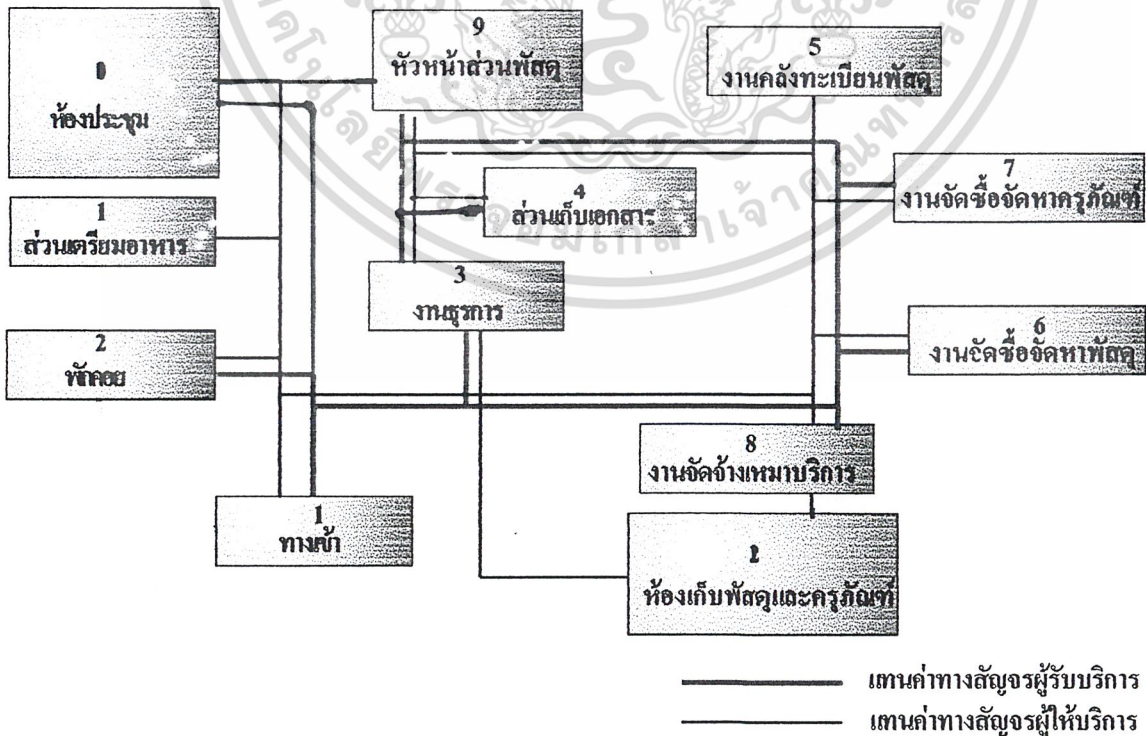 9
หัวหน้าส่วนพัสดุ
5
งานคลังทะเบียนพัสดุ
ห้องประชุม
7
งานจัดซื้อจัดหาครุภัณฑ์
4
ส่วนเก็บเอกสาร
1
ส่วนเตรียมอาหาร
3
งานธุรการ
2
พักคอย
6
งานจัดซื้อจัดหาพัสดุ
8
งานจัดจ้างเหมาบริการ
1
ทางเข้า
ห้องเก็บพัสดุและครุภัณฑ์
แทนค่าทางสัญจรผู้รับบริการ
แทนค่าทางสัญจรผู้ให้บริการ